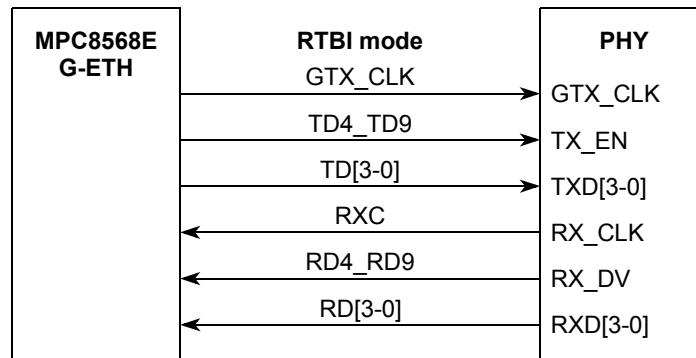 MPC8568E
G-ETH
RTBI mode
PHY
GTX_CLK
GTX_CLK
TD4_TD9
TX_EN
TD[3-0]
TXD[3-0]
RXC
RX_CLK
RD4_RD9
RX_DV
RD[3-0]
RXD[3-0]